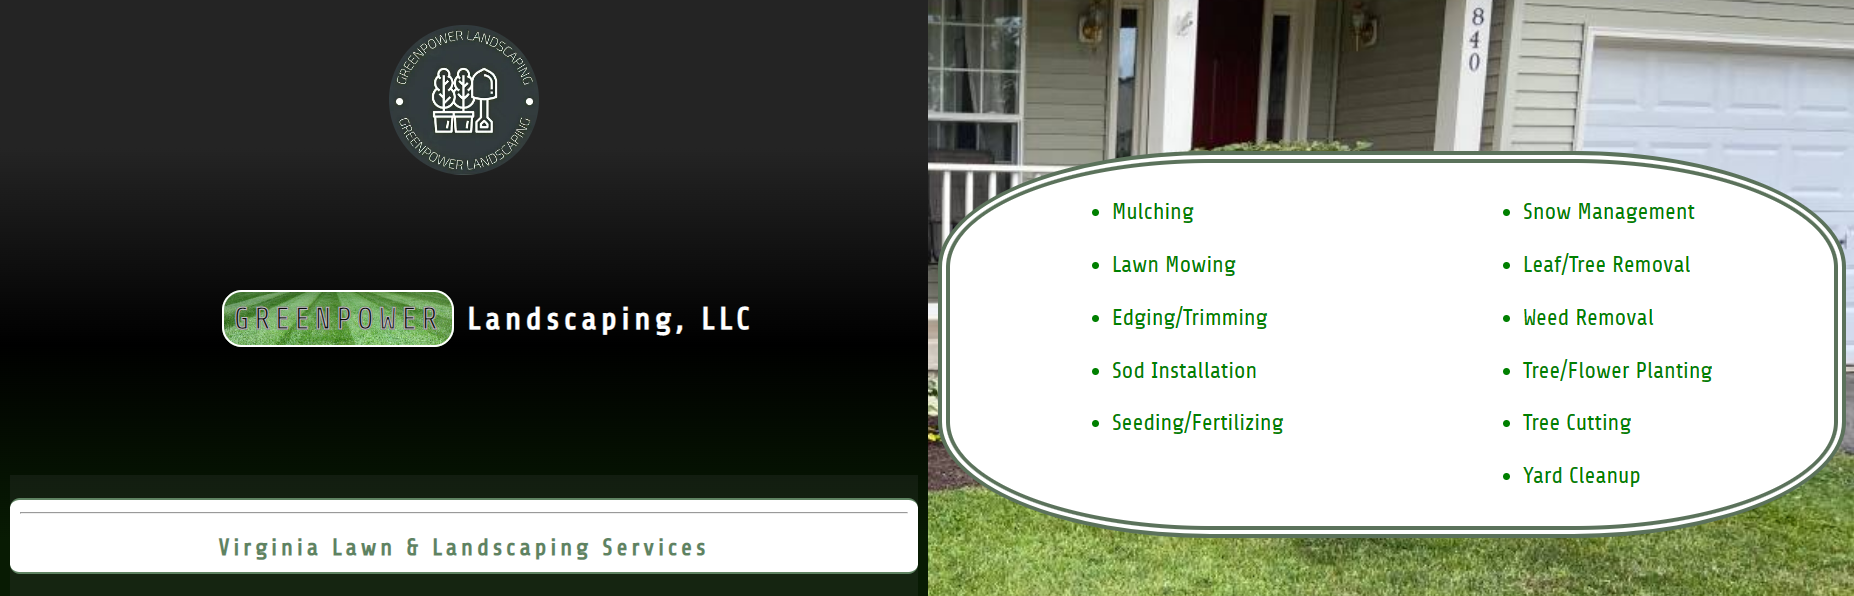 GREENPOWER LANDSCAPING
GREENPOWER LANDSCAPING
GREENPOWER Landscaping, LLC
Virginia Lawn & Landscaping Services
840
• Mulching
• Lawn Mowing
• Edging/Trimming
• Sod Installation
• Seeding/Fertilizing
• Snow Management
• Leaf/Tree Removal
• Weed Removal
• Tree/Flower Planting
• Tree Cutting
• Yard Cleanup